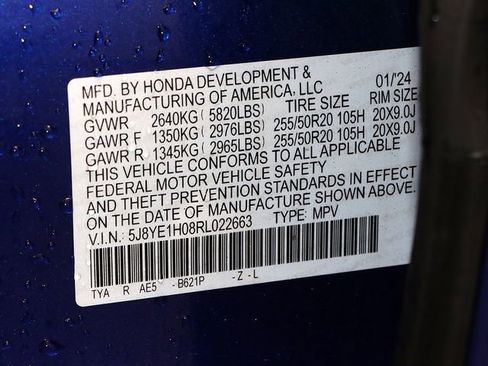 MFD. BY HONDA DEVELOPMENT & 01/'24
MANUFACTURING OF AMERICA, LLC
GVWR 2640KG ( 5820LBS) TIRE SIZE RIM SIZE
GAWR F 1350KG ( 2976LBS) 255/50R20 105H 20X9.0J
GAWR R 1345KG ( 2965LBS) 255/50R20 105H 20X9.0J
THIS VEHICLE CONFORMS TO ALL APPLICABLE
FEDERAL MOTOR VEHICLE SAFETY
AND THEFT PREVENTION STANDARDS IN EFFECT
ON THE DATE OF MANUFACTURE SHOWN ABOVE.
V.I.N.: 5J8YE1H08RL022663 TYPE: MPV
TYA R AE5 -B621P -Z-L